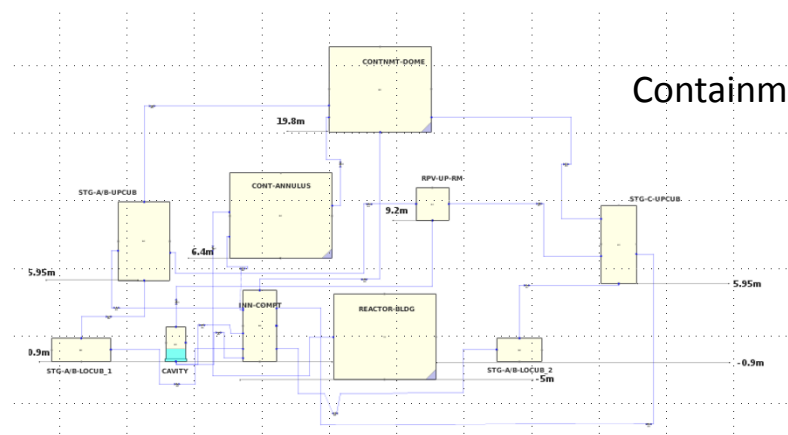 CONTNMT-DOME
Containm
19.8m
CONT-ANNULUS
RPV-UP-RM
STG-A/B-UPCUB
STG-C-UPCUB.
9.2m
6.4m
5.95m
5.95m
INN-COMPT
REACTOR-BLDG
0.9m
-0.9m
STG-A/B-LOCUB_1
CAVITY
STG-A/B-LOCUB_2
-5m